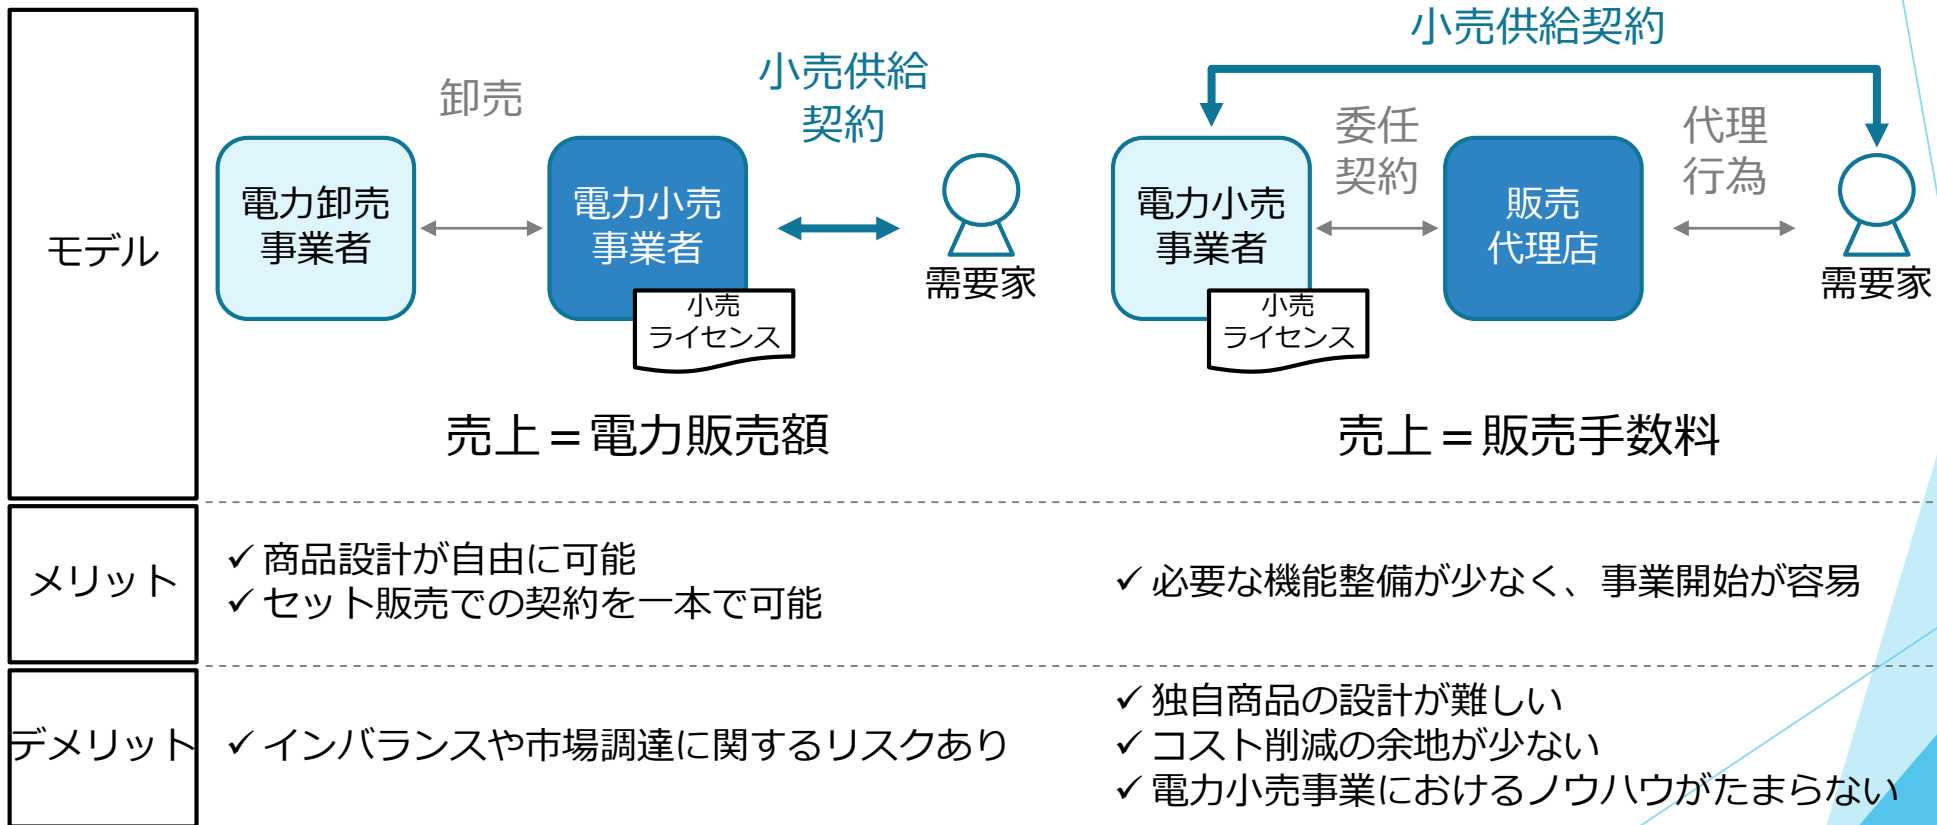 モデル
卸売
小売供給
契約
電力卸売
事業者
電力小売
事業者
小売
ライセンス
需要家
売上＝電力販売額
小売供給契約
委任
契約
代理
行為
電力小売
事業者
小売
ライセンス
販売
代理店
需要家
売上＝販売手数料
メリット
✓ 商品設計が自由に可能
✓ セット販売での契約を一本で可能
✓ 必要な機能整備が少なく、事業開始が容易
デメリット
✓ インバランスや市場調達に関するリスクあり
✓ 独自商品の設計が難しい
✓ コスト削減の余地が少ない
✓ 電力小売事業におけるノウハウがたまらない